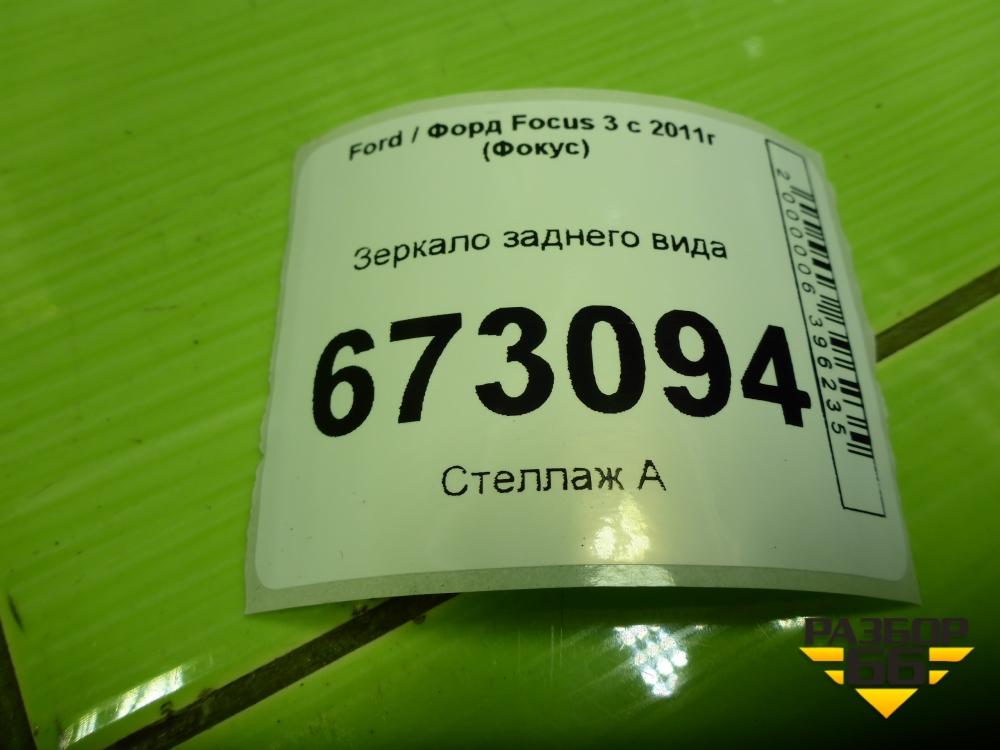 Ford / Форд Focus 3 с 2011г
(Фокус)
Зеркало заднего вида
673094
Стеллаж А
2000006396235
РАЗБОР
66